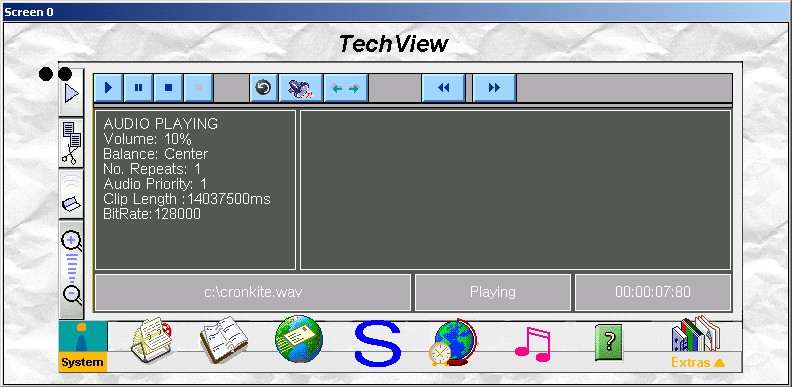 Screen 0
TechView
AUDIO PLAYING
Volume: 10%
Balance: Center
No. Repeats: 1
Audio Priority: 1
Clip Length :14037500ms
BitRate:128000
c:\cronkite.wav
Playing
00:00:07:80
S
?
System
Extras